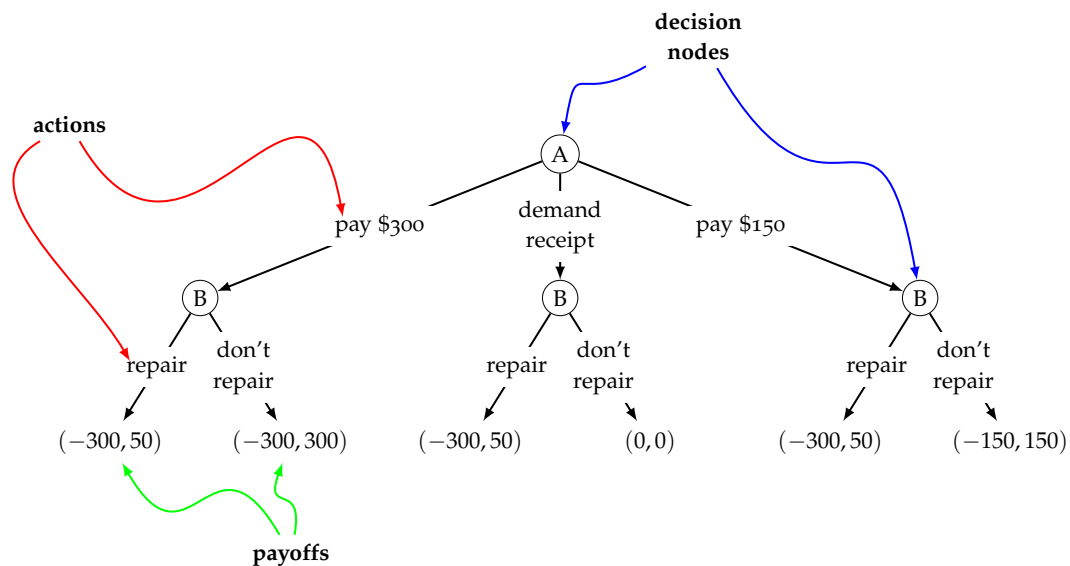 decision
nodes
actions
A
demand
receipt
pay $300
pay $150
B
B
B
repair
don't
repair
repair
don't
repair
repair
don't
repair
(−300, 50)
(−300, 300)
(−300, 50)
(0, 0)
(−300, 50)
(−150, 150)
payoffs